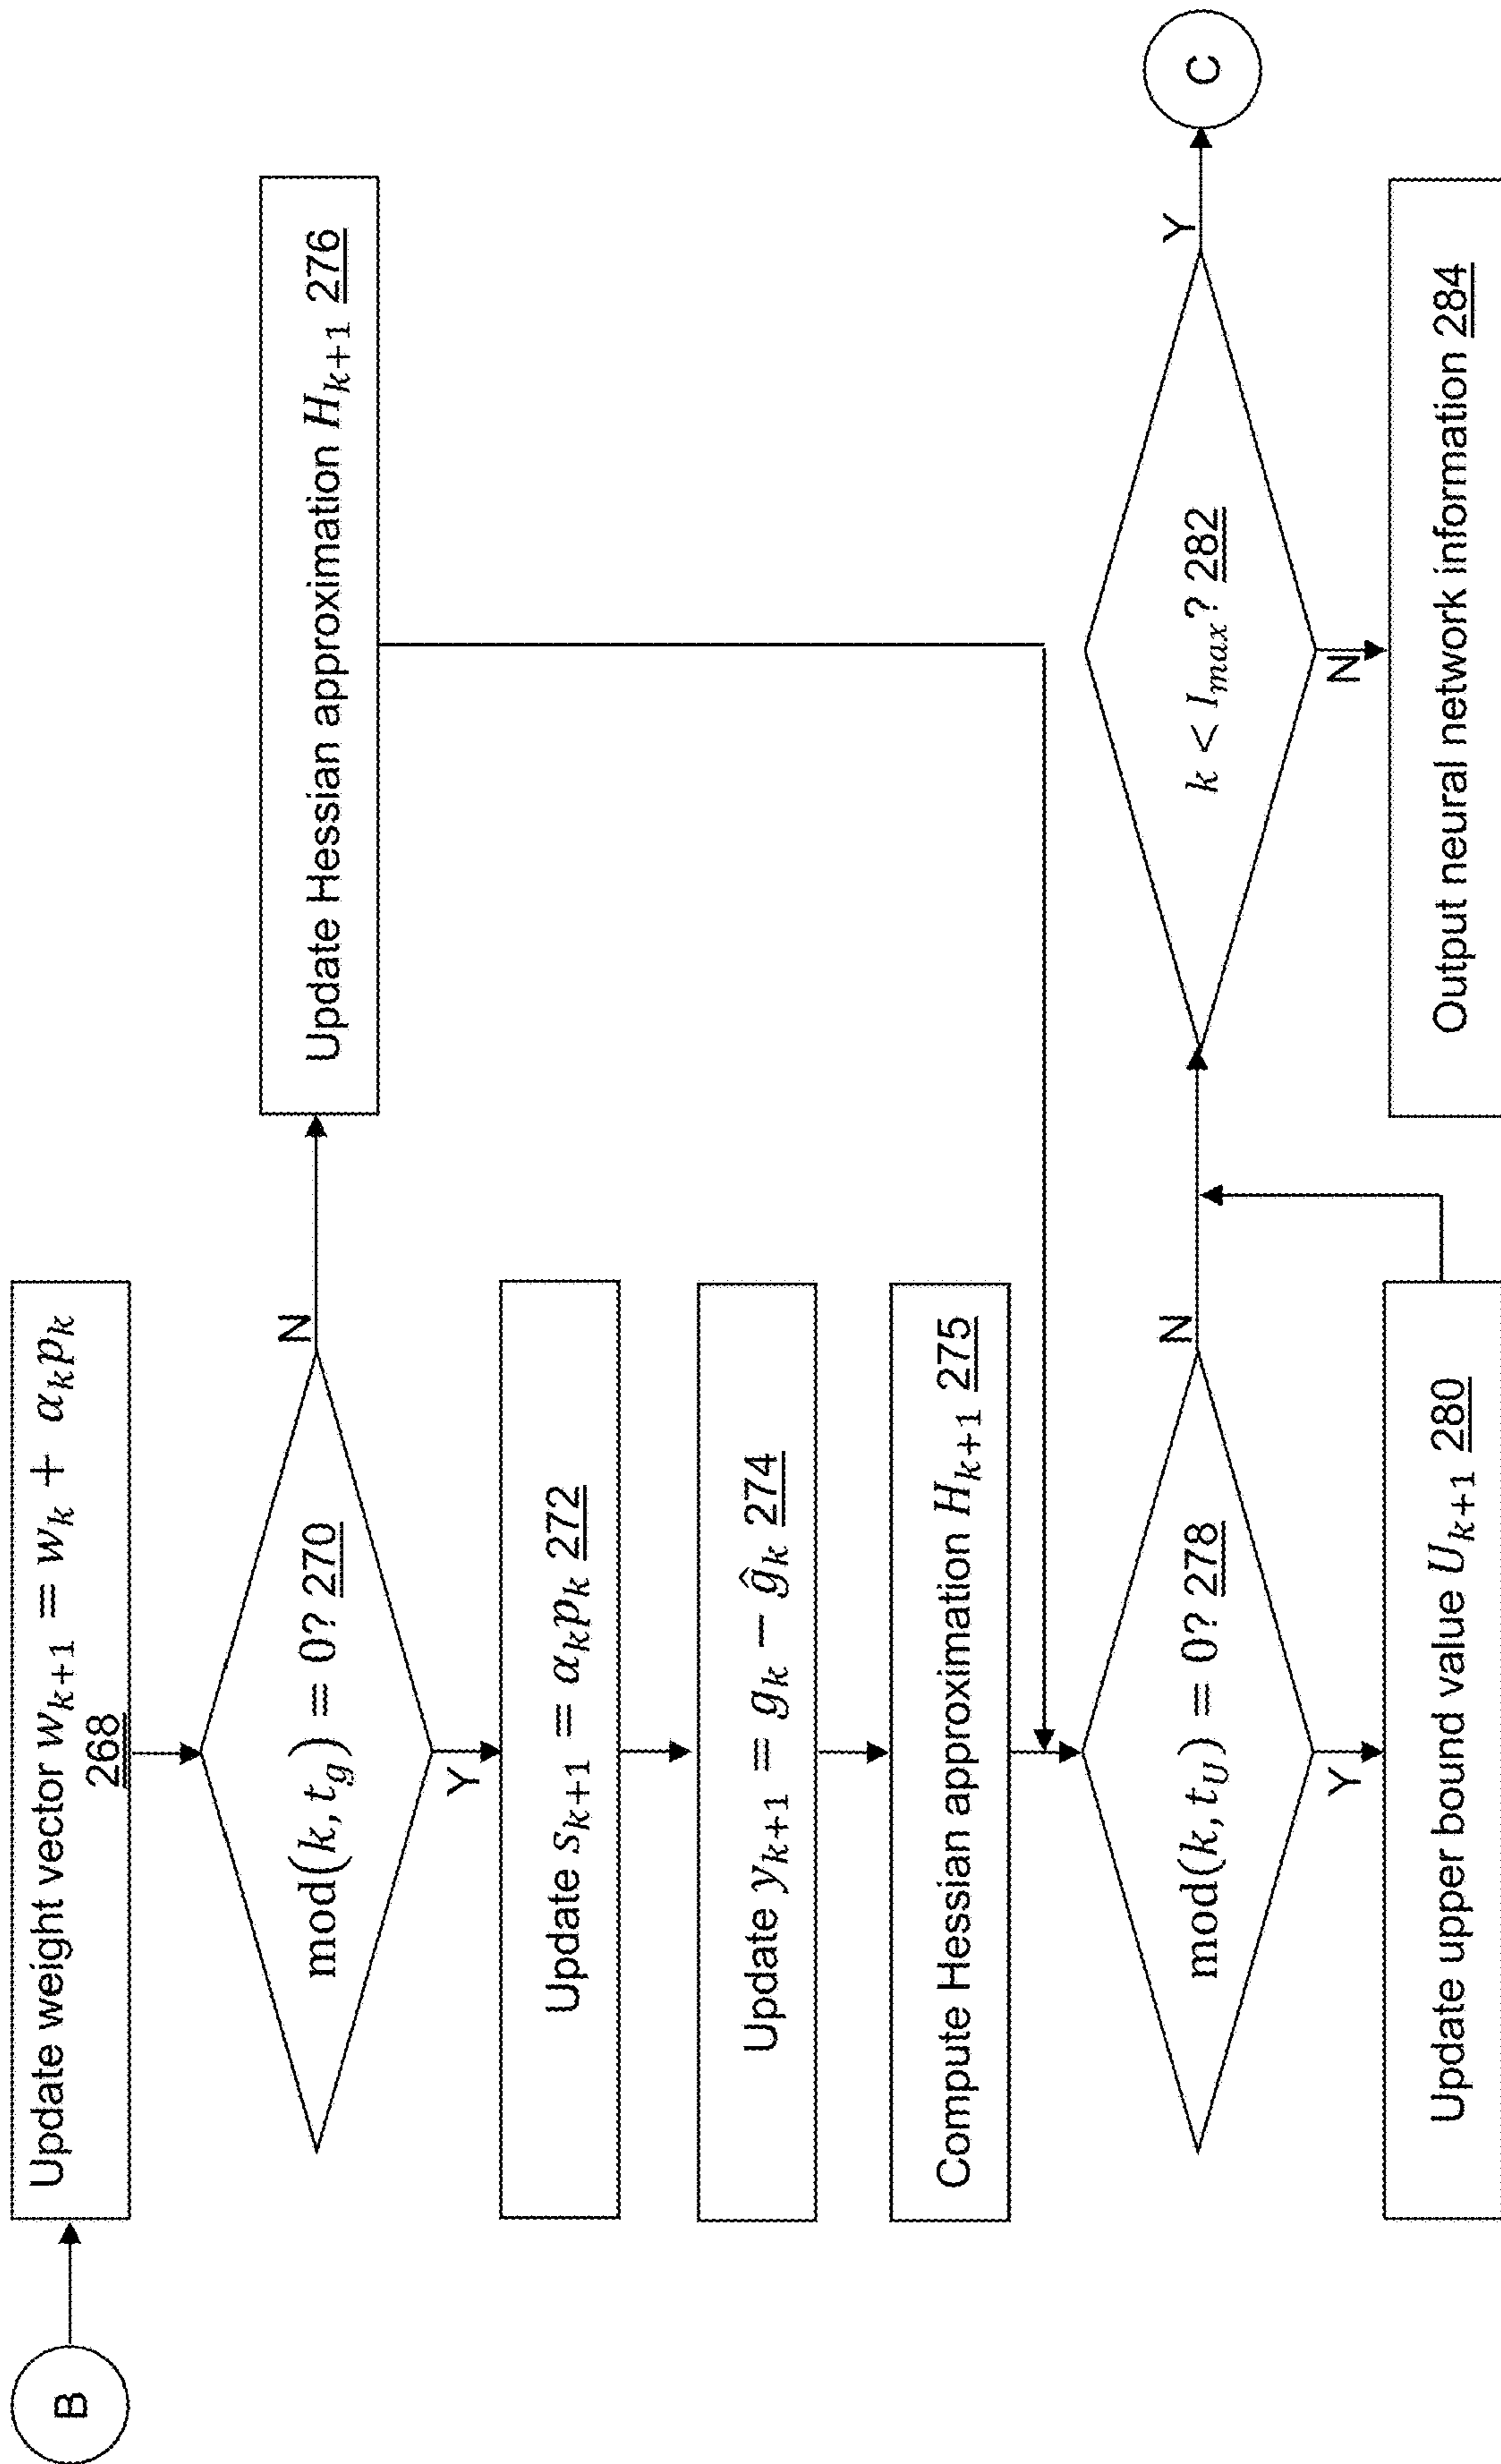 B
Update weight vector w_{k+1} = w_k + α_k p_k
268
mod(k, t_g) = 0? 270
N
Update Hessian approximation H_{k+1} 276
Y
Update s_{k+1} = α_k p_k 272
Update y_{k+1} = g_k − ĝ_k 274
Compute Hessian approximation H_{k+1} 275
mod(k, t_U) = 0? 278
N
k < I_{max}? 282
Y
C
Y
N
Update upper bound value U_{k+1} 280
Output neural network information 284